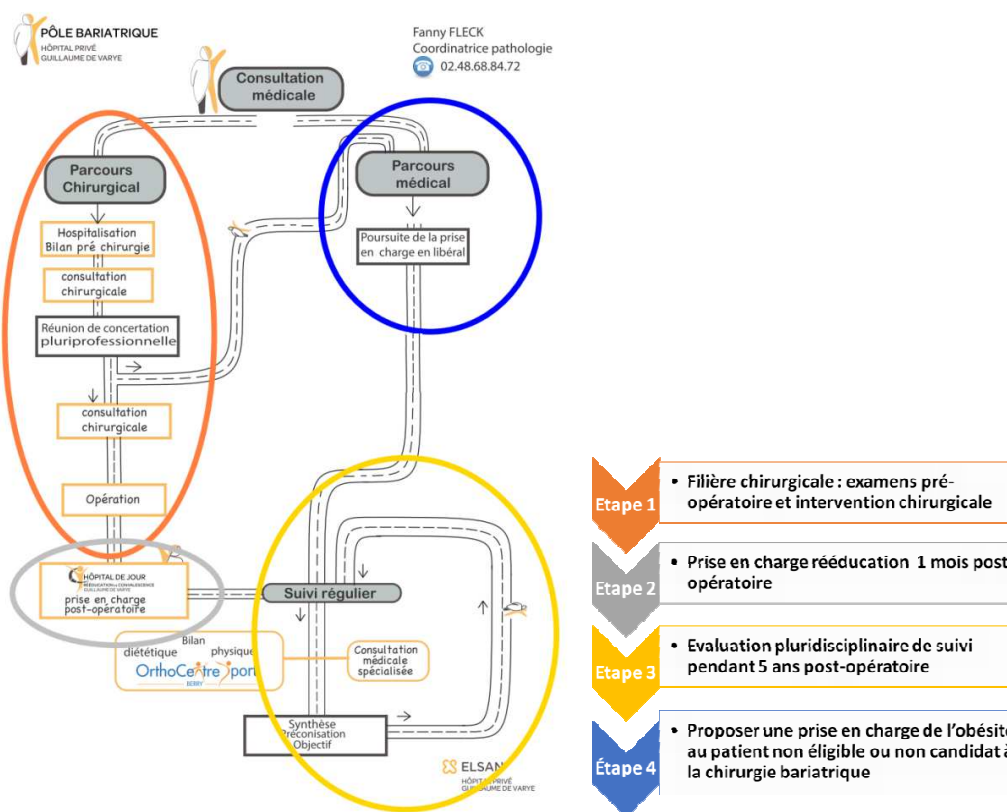 PÔLE BARIATRIQUE
HÔPITAL PRIVÉ
GUILLAUME DE VARYE
Fanny FLECK
Coordinatrice pathologie
02.48.68.84.72
Consultation
médicale
Parcours
Chirurgical
Parcours
médical
Hospitalisation
Bilan pré chirurgie
Poursuite de la prise
en charge en libéral
consultation
chirurgicale
Réunion de concertation
pluriprofessionnelle
consultation
chirurgicale
Opération
HÔPITAL DE JOUR
RÉÉDUCATION & CONVALESCENCE
GUILLAUME DE VARYE
prise en charge
post-opératoire
Suivi régulier
Bilan
diététique physique
OrthoCentre Sport
BERRY
Consultation
médicale
spécialisée
Synthèse
Préconisation
Objectif
ELSAN
HÔPITAL PRIVÉ
GUILLAUME DE VARYE
Etape 1
• Filière chirurgicale : examens pré-
opératoire et intervention chirurgicale
Etape 2
• Prise en charge rééducation 1 mois post
opératoire
Etape 3
• Evaluation pluridisciplinaire de suivi
pendant 5 ans post-opératoire
Étape 4
• Proposer une prise en charge de l'obésité
au patient non éligible ou non candidat à
la chirurgie bariatrique